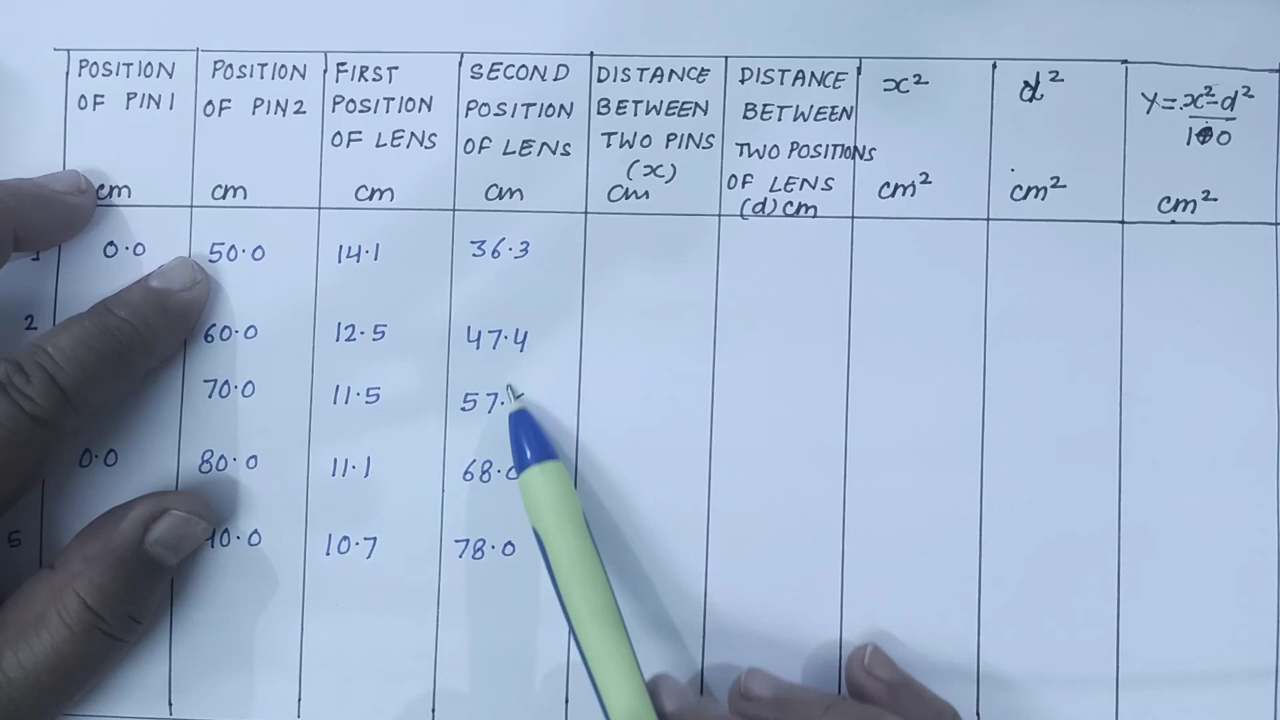 POSITION OF PIN1 cm
POSITION OF PIN2 cm
FIRST POSITION OF LENS cm
SECOND POSITION OF LENS cm
DISTANCE BETWEEN TWO PINS (x) cm
DISTANCE BETWEEN TWO POSITIONS OF LENS (d) cm
x² cm²
d² cm²
Y = x²-d² / 100 cm²
0.0 50.0 14.1 36.3
2 60.0 12.5 47.4
70.0 11.5 57.
0.0 80.0 11.1 68.0
5 10.7 78.0